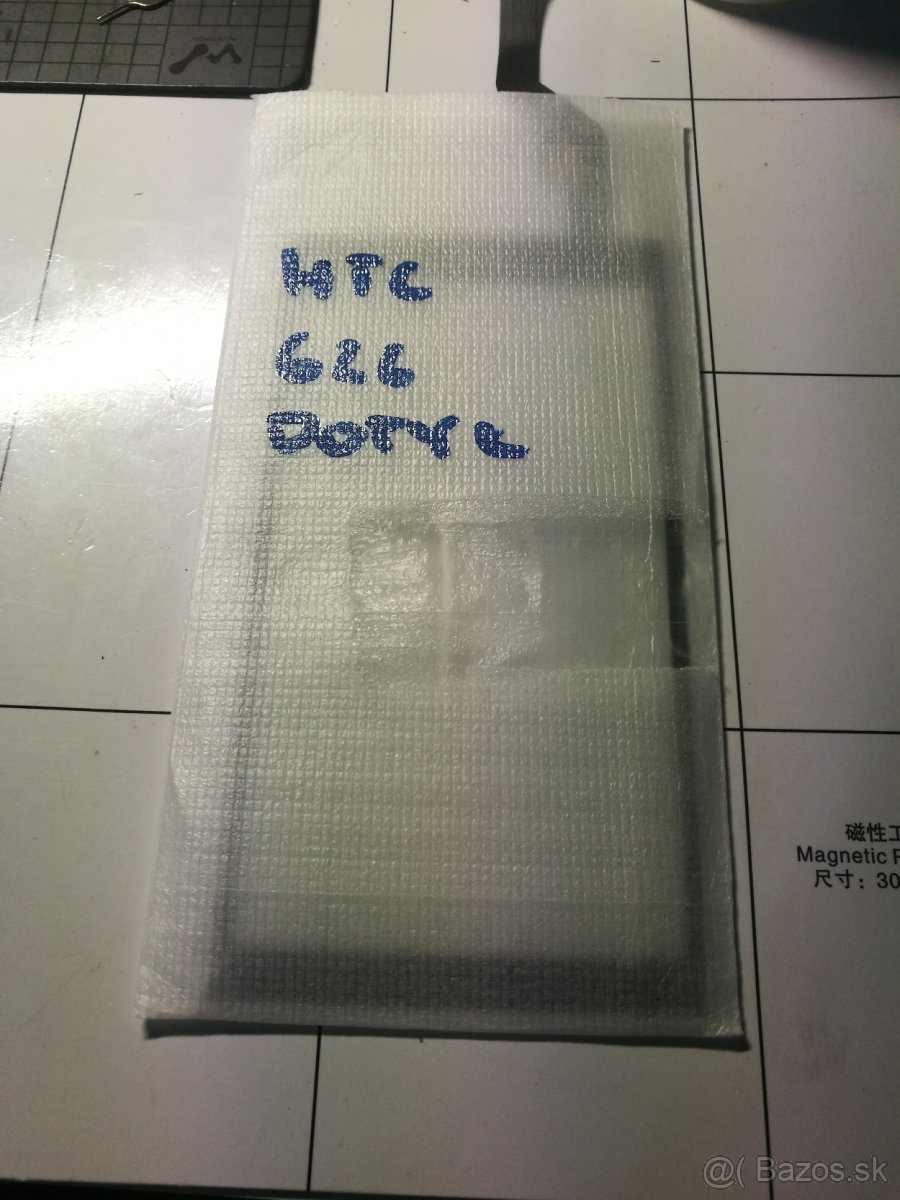 HTC
626
DOTYK
磁性工
Magnetic P
尺寸：30
@( Bazos.sk